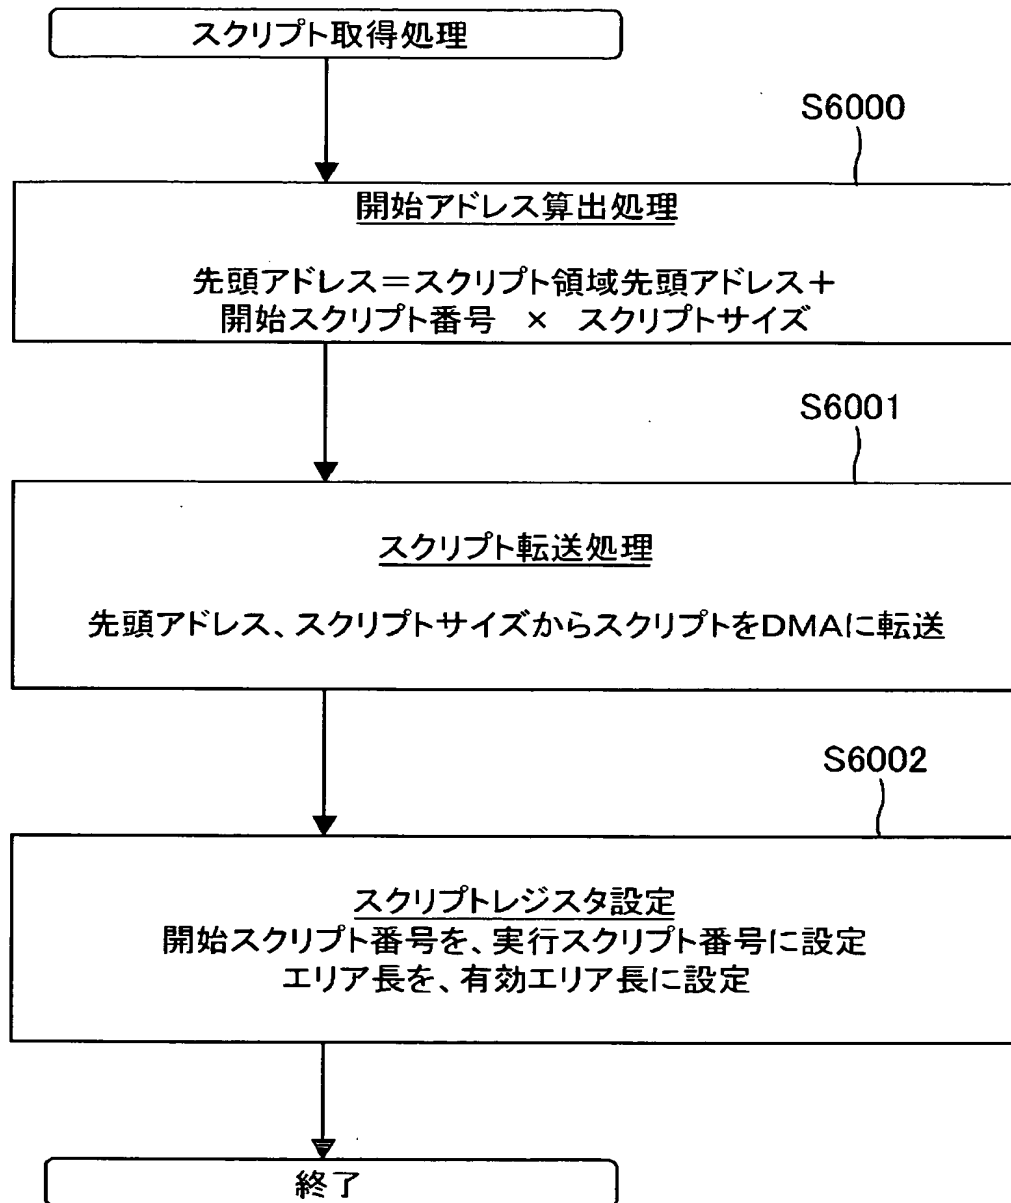 スクリプト取得処理
S6000
開始アドレス算出処理
先頭アドレス＝スクリプト領域先頭アドレス＋
開始スクリプト番号　×　スクリプトサイズ
S6001
スクリプト転送処理
先頭アドレス、スクリプトサイズからスクリプトをDMAに転送
S6002
スクリプトレジスタ設定
開始スクリプト番号を、実行スクリプト番号に設定
エリア長を、有効エリア長に設定
終了